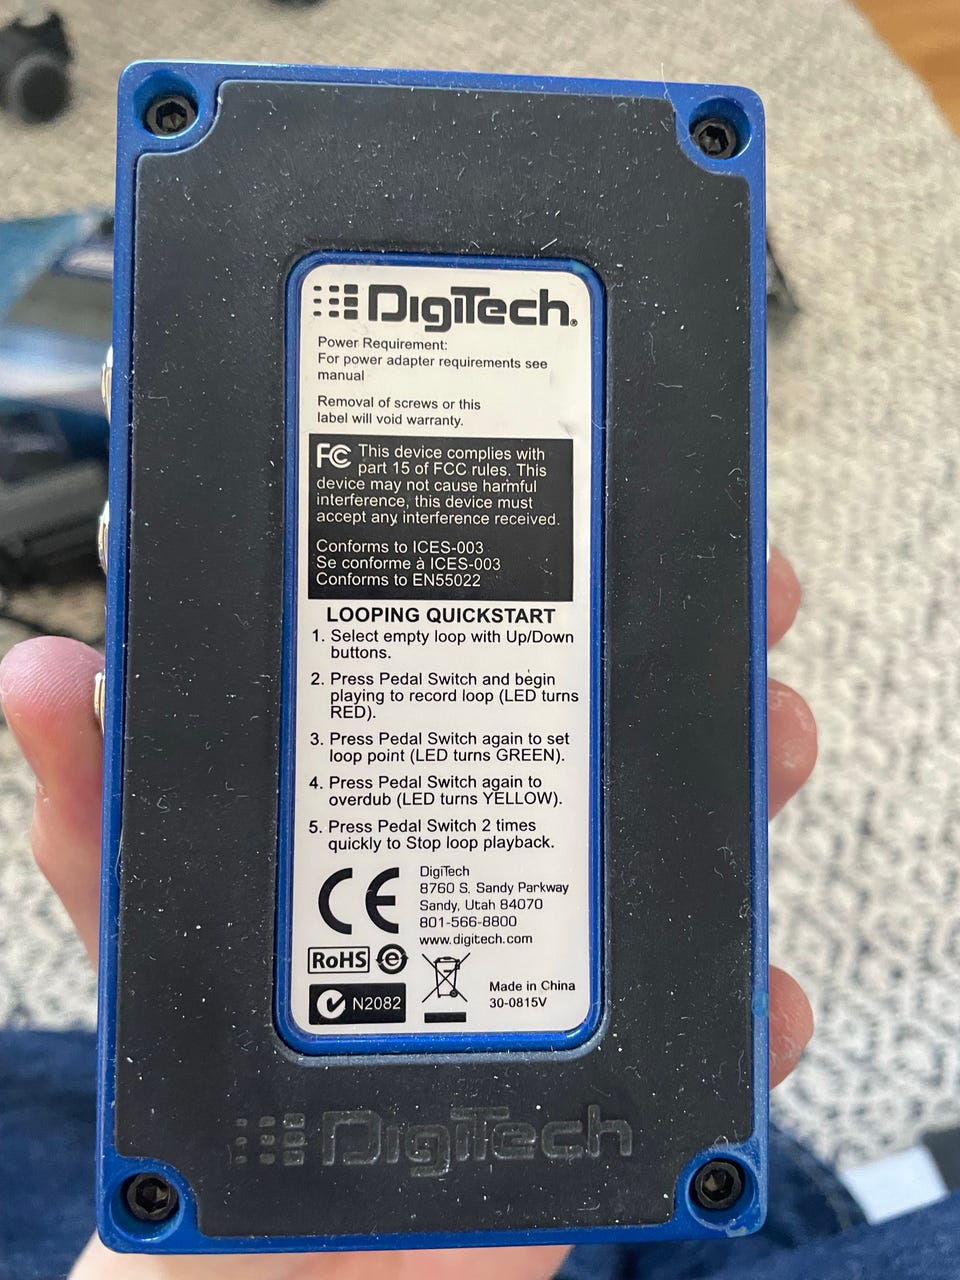 DigiTech®
Power Requirement:
For power adapter requirements see
manual
Removal of screws or this
label will void warranty.
FC This device complies with
part 15 of FCC rules. This
device may not cause harmful
interference, this device must
accept any interference received.
Conforms to ICES-003
Se conforme à ICES-003
Conforms to EN55022
LOOPING QUICKSTART
1. Select empty loop with Up/Down
buttons.
2. Press Pedal Switch and begin
playing to record loop (LED turns
RED).
3. Press Pedal Switch again to set
loop point (LED turns GREEN).
4. Press Pedal Switch again to
overdub (LED turns YELLOW).
5. Press Pedal Switch 2 times
quickly to Stop loop playback.
CE
DigiTech
8760 S. Sandy Parkway
Sandy, Utah 84070
801-566-8800
www.digitech.com
RoHS e
N2082
Made in China
30-0815V
DigiTech